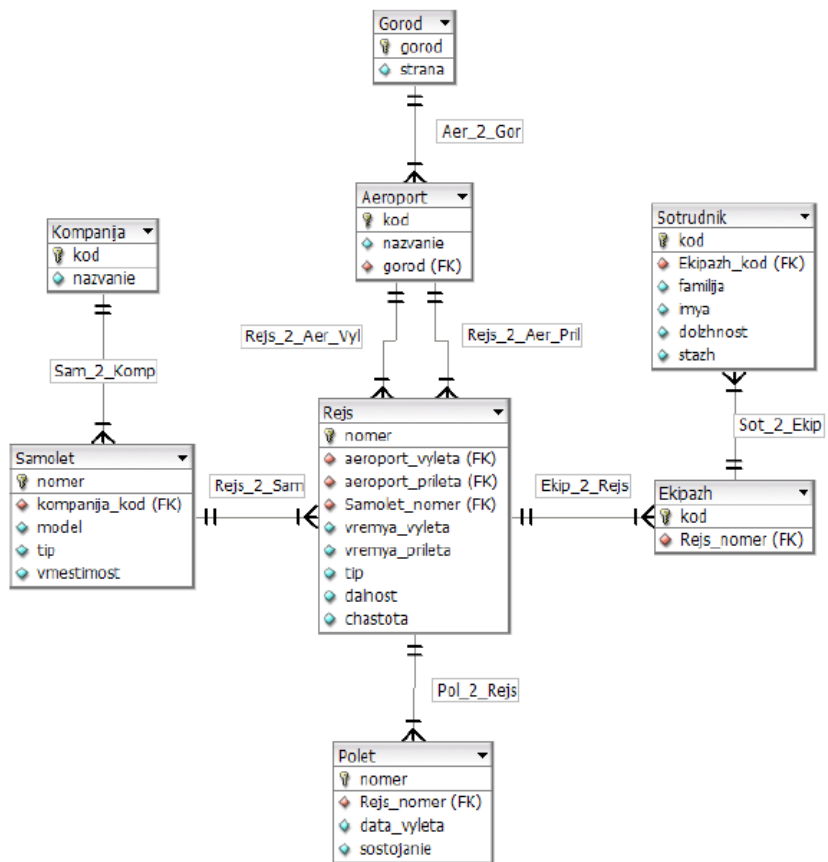 Gorod
gorod
strana
Aer_2_Gor
Aeroport
kod
nazvanie
gorod (FK)
Kompanija
kod
nazvanie
Sotrudnik
kod
Ekipazh_kod (FK)
familija
imya
dolzhnost
stazh
Rejs_2_Aer_Vyl
Rejs_2_Aer_Pril
Sam_2_Komp
Rejs
nomer
aeroport_vyleta (FK)
aeroport_prileta (FK)
Samolet_nomer (FK)
vremya_vyleta
vremya_prileta
tip
dalnost
chastota
Sot_2_Ekip
Samolet
nomer
kompanija_kod (FK)
model
tip
vmestimost
Rejs_2_Sam
Ekip_2_Rejs
Ekipazh
kod
Rejs_nomer (FK)
Pol_2_Rejs
Polet
nomer
Rejs_nomer (FK)
data_vyleta
sostojanie